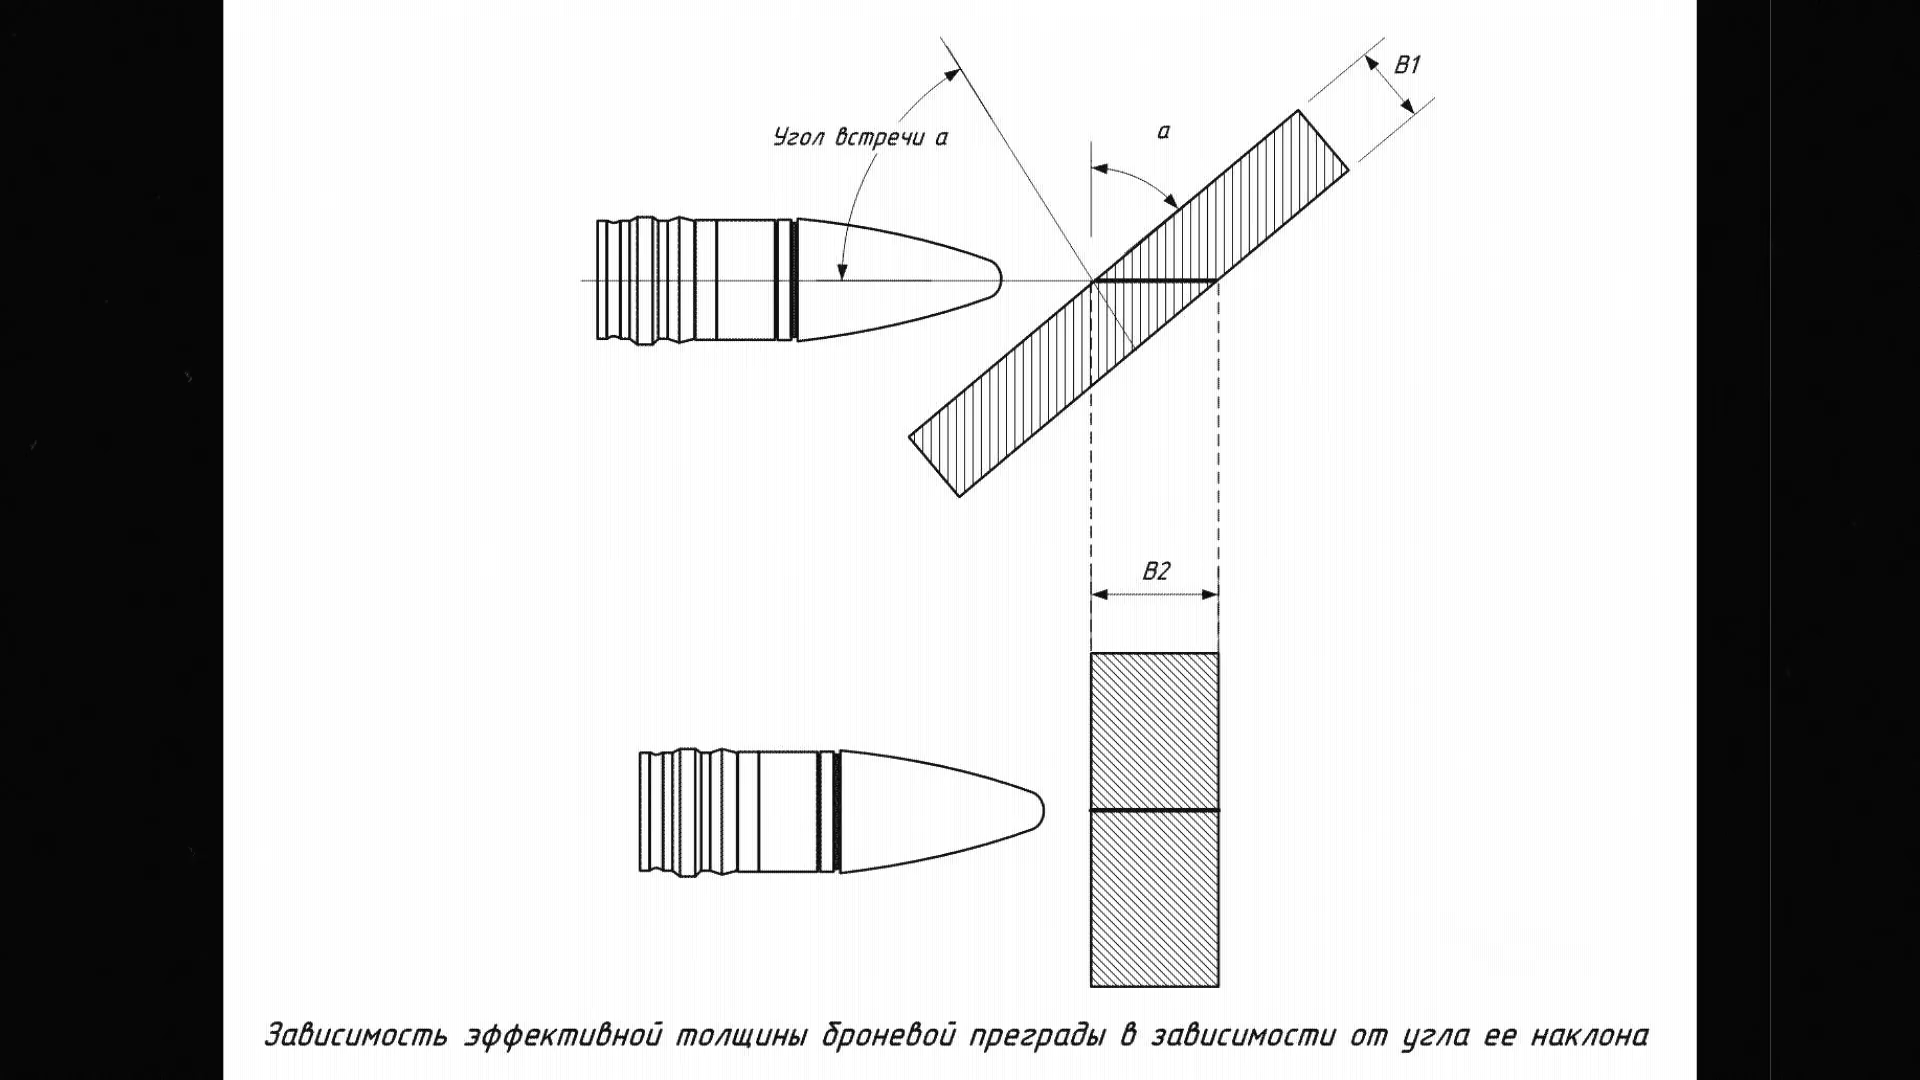 B1
a
Угол встречи a
B2
Зависимость эффективной толщины броневой преграды в зависимости от угла ее наклона